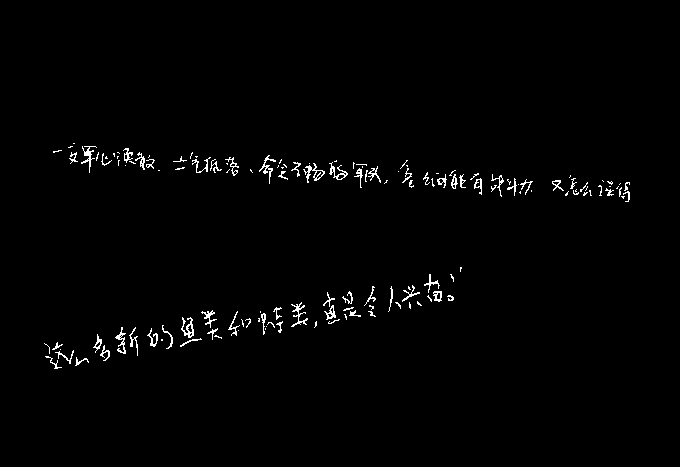 一支军心涣散、士气低落、命令不畅的军队，怎么可能有战斗力 又怎么谈得
这么多新的鱼类和蛙类，真是令人兴奋。”